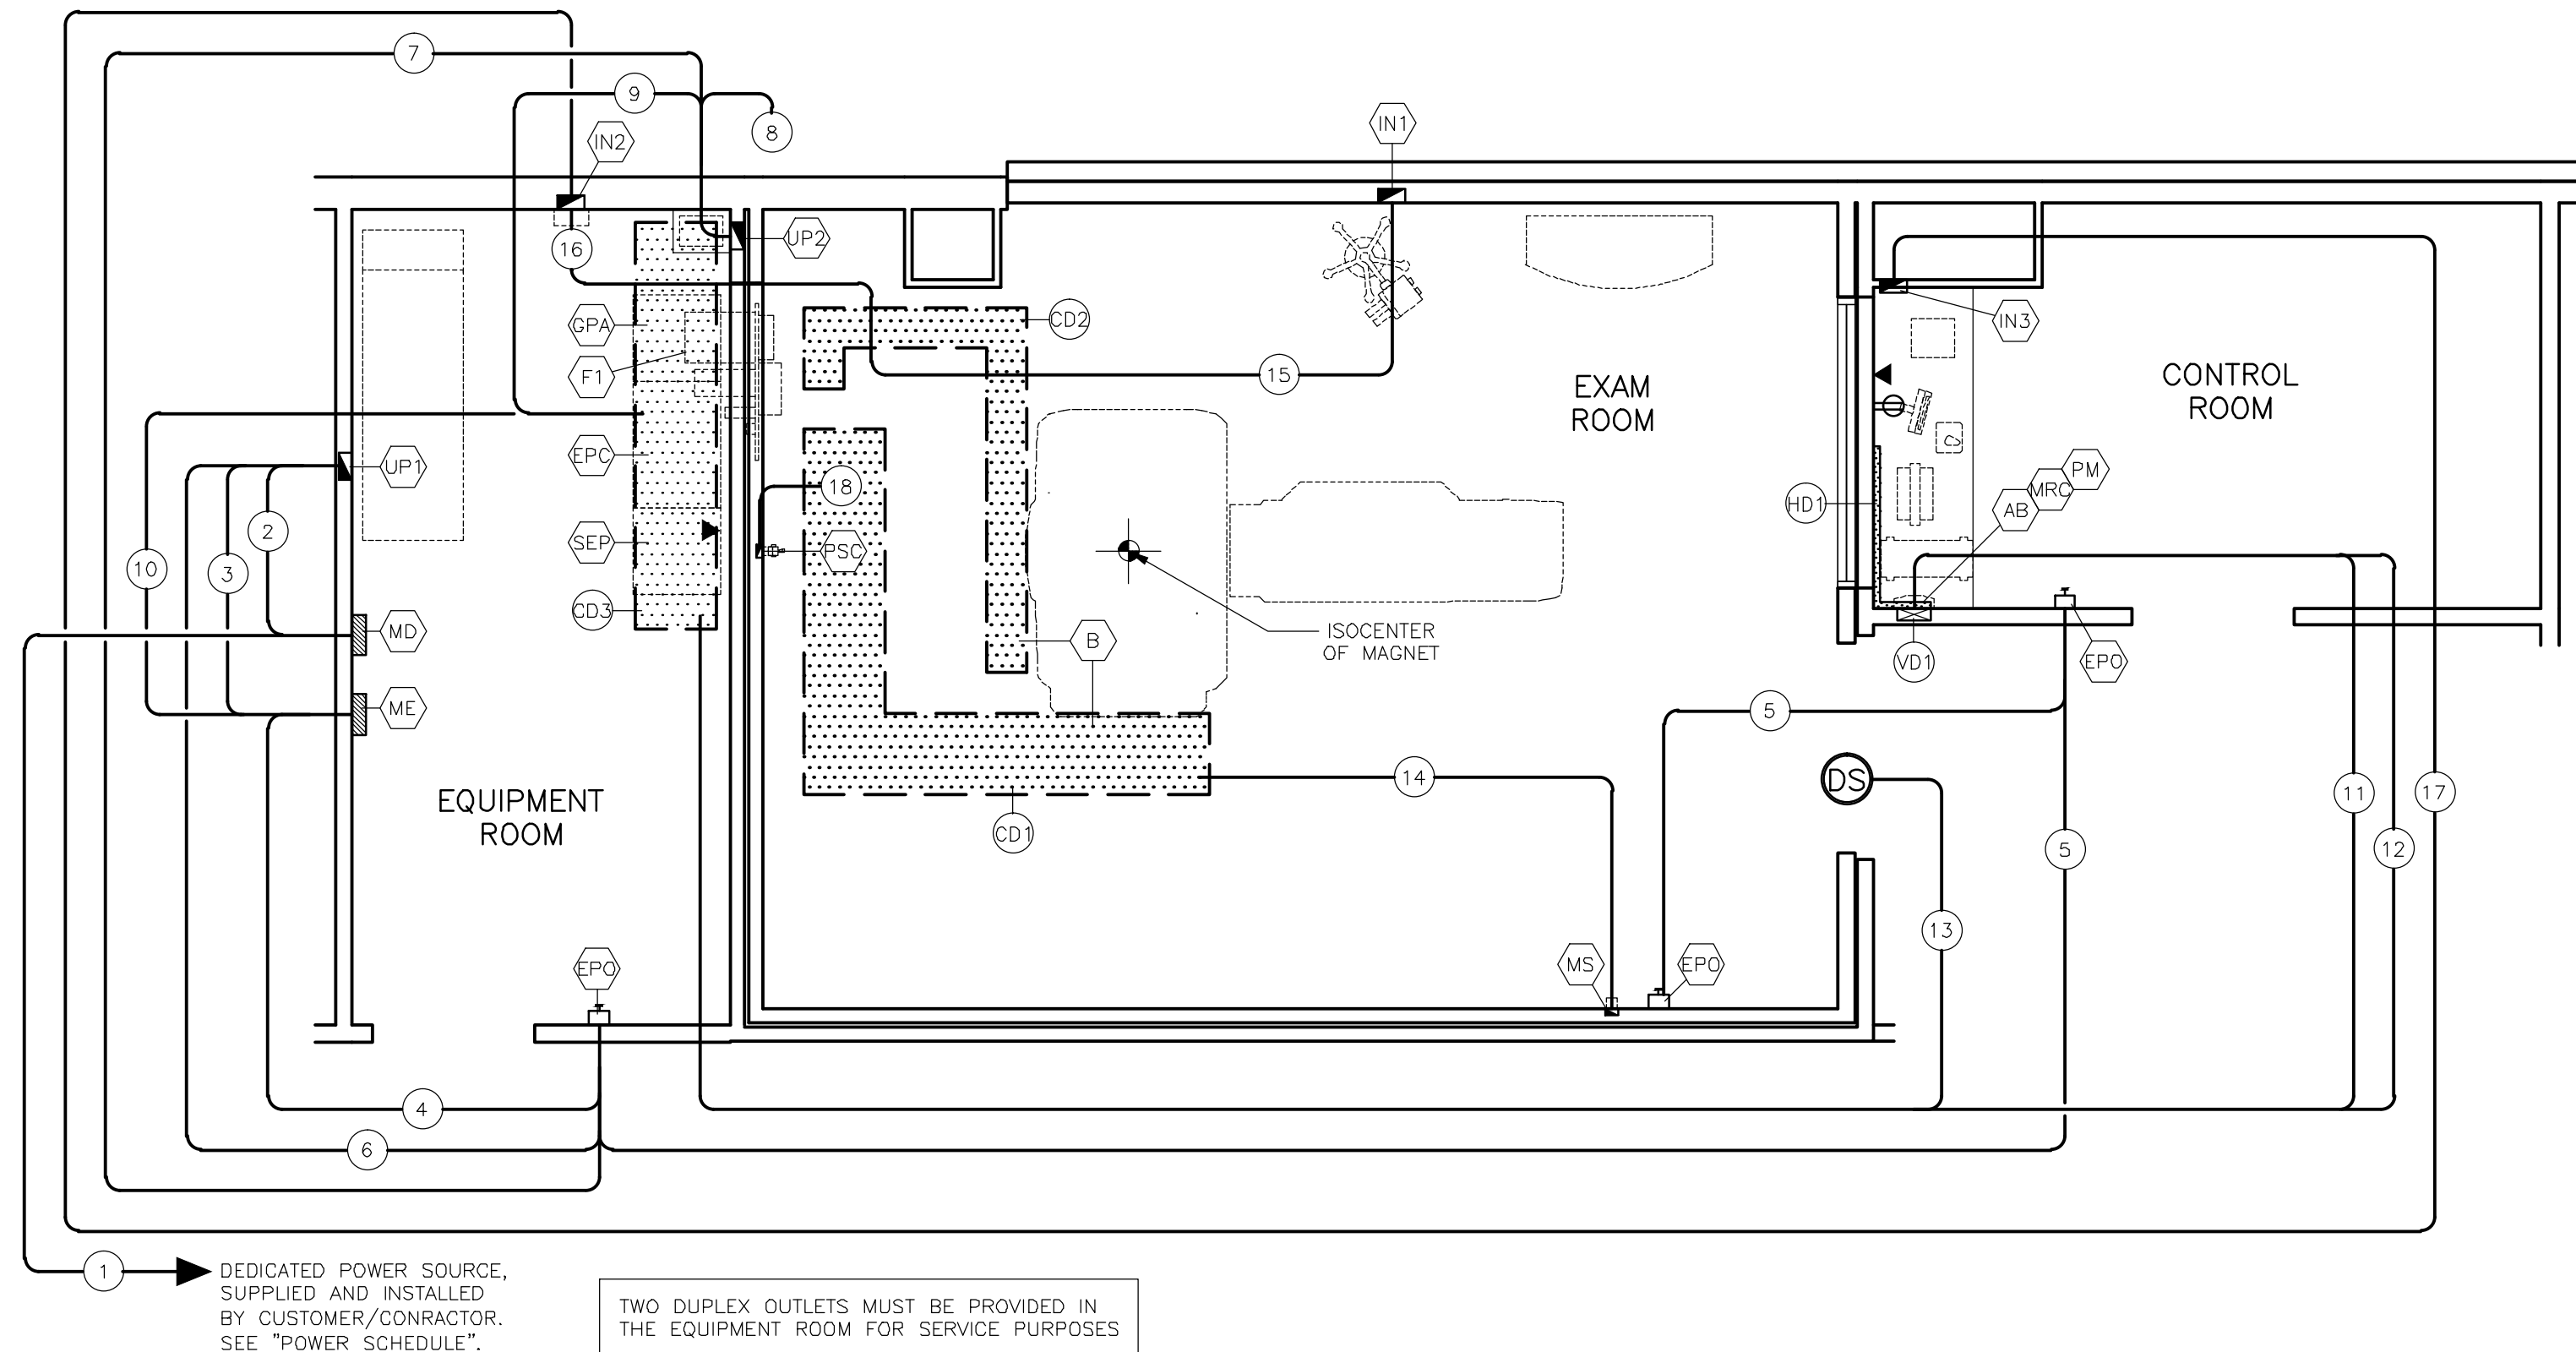 7
9
8
IN2
IN1
16
UP2
GPA
CD2
IN3
F1
15
EXAM
ROOM
CONTROL
ROOM
EPC
UP1
18
HD1
AB
MRC
PM
2
10
3
SEP
PSC
CD3
MD
B
ISOCENTER
OF MAGNET
VD1
EPO
ME
5
14
DS
EQUIPMENT
ROOM
CD1
11
17
5
12
13
EPO
MS
EPO
4
6
1
DEDICATED POWER SOURCE,
SUPPLIED AND INSTALLED
BY CUSTOMER/CONRACTOR.
SEE "POWER SCHEDULE".
TWO DUPLEX OUTLETS MUST BE PROVIDED IN
THE EQUIPMENT ROOM FOR SERVICE PURPOSES